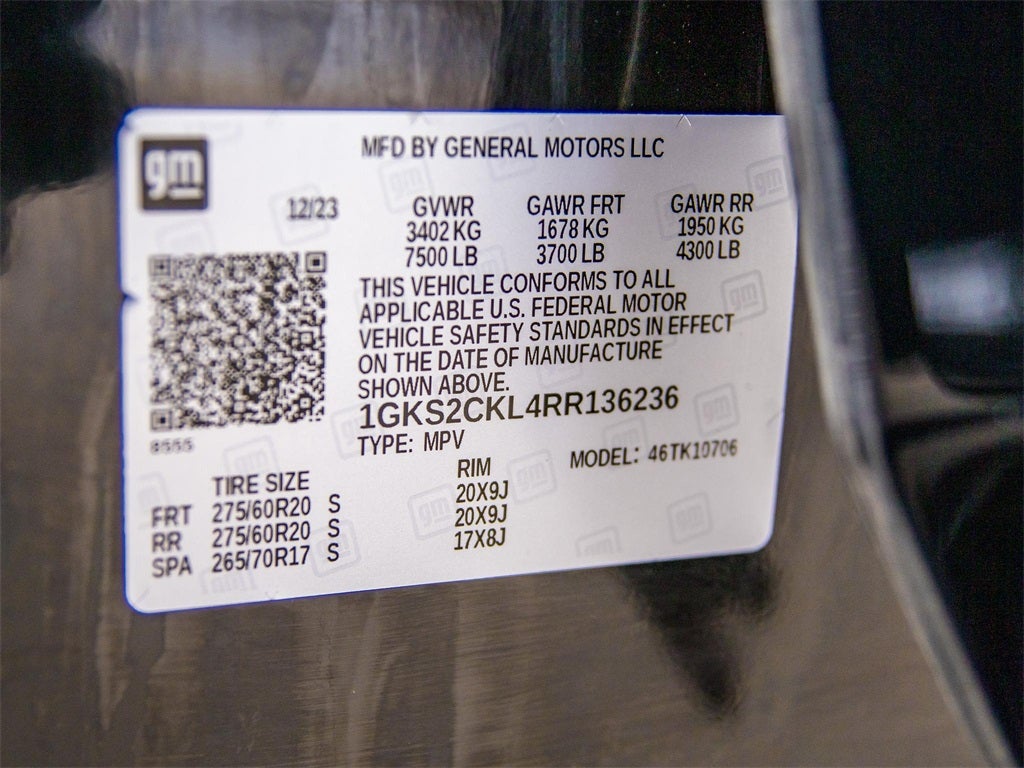 gm
MFD BY GENERAL MOTORS LLC
12/23 GVWR GAWR FRT GAWR RR
3402 KG 1678 KG 1950 KG
7500 LB 3700 LB 4300 LB
THIS VEHICLE CONFORMS TO ALL
APPLICABLE U.S. FEDERAL MOTOR
VEHICLE SAFETY STANDARDS IN EFFECT
ON THE DATE OF MANUFACTURE
SHOWN ABOVE.
1GKS2CKL4RR136236
8555
TYPE: MPV
MODEL: 46TK10706
TIRE SIZE RIM
FRT 275/60R20 S 20X9J
RR 275/60R20 S 20X9J
SPA 265/70R17 S 17X8J